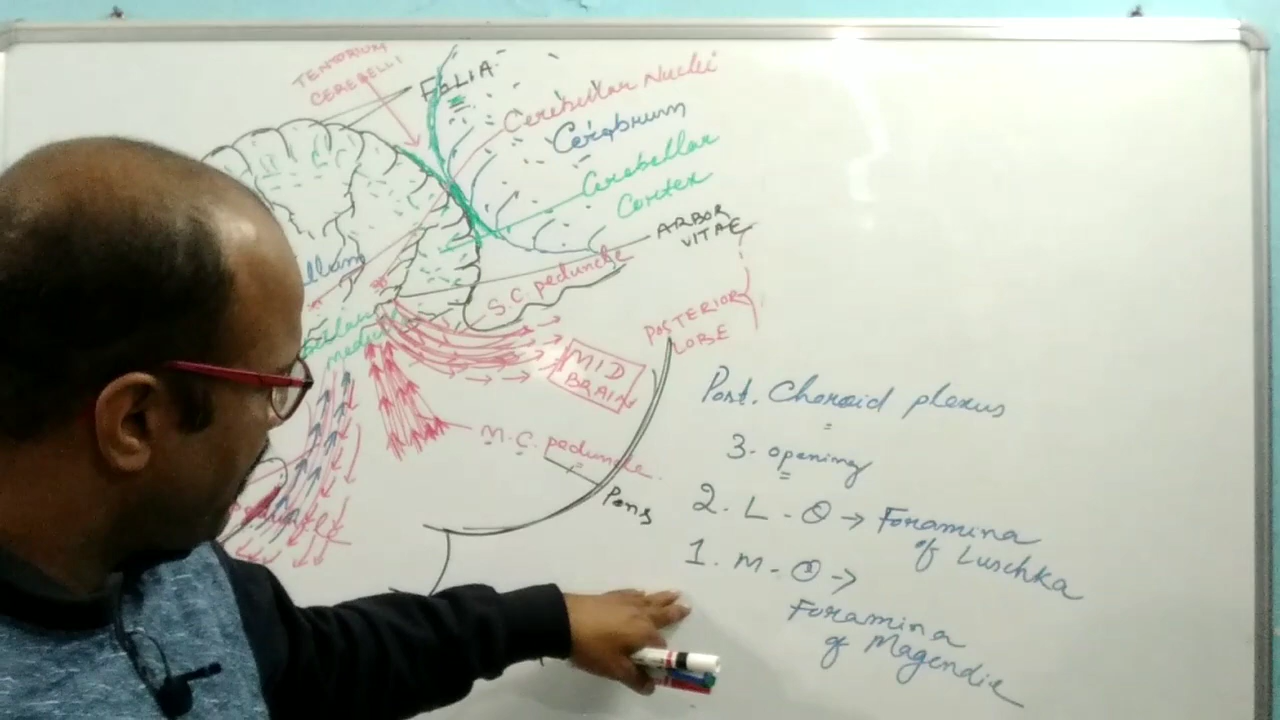 TENTORIUM
CEREBELLI
FOLIA
Cerebellar Nuclei
Cerebrum
Cerebellar
Cortex
ARBOR
VITAE
S.C. peduncle
POSTERIOR
LOBE
MID
BRAIN
M.C. peduncle
Pons
Post. Choroid plexus
3. opening
2. L - O → Foramina
of Luschka
1. M - O →
Foramina
of Magendie